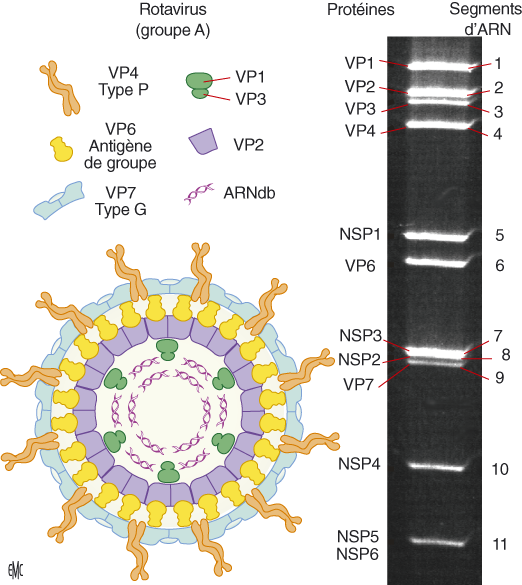 Rotavirus
(groupe A)
VP4
Type P
VP1
VP3
VP6
Antigène
de groupe
VP2
VP7
Type G
ARNdb
EMC
Protéines
Segments
d'ARN
VP1
1
VP2
2
VP3
3
VP4
4
NSP1
5
VP6
6
NSP3
7
NSP2
8
VP7
9
NSP4
10
NSP5
NSP6
11